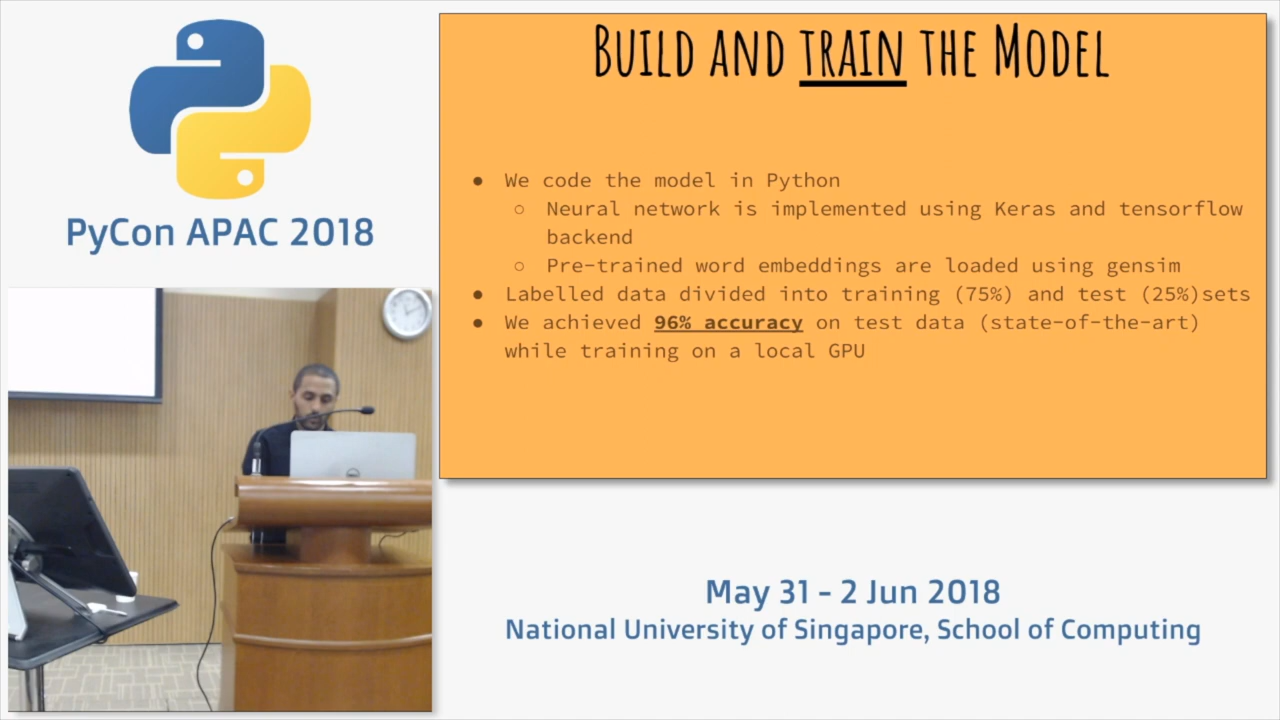 PyCon APAC 2018
BUILD AND TRAIN THE MODEL
● We code the model in Python
○ Neural network is implemented using Keras and tensorflow
backend
○ Pre-trained word embeddings are loaded using gensim
● Labelled data divided into training (75%) and test (25%)sets
● We achieved 96% accuracy on test data (state-of-the-art)
while training on a local GPU
May 31 - 2 Jun 2018
National University of Singapore, School of Computing